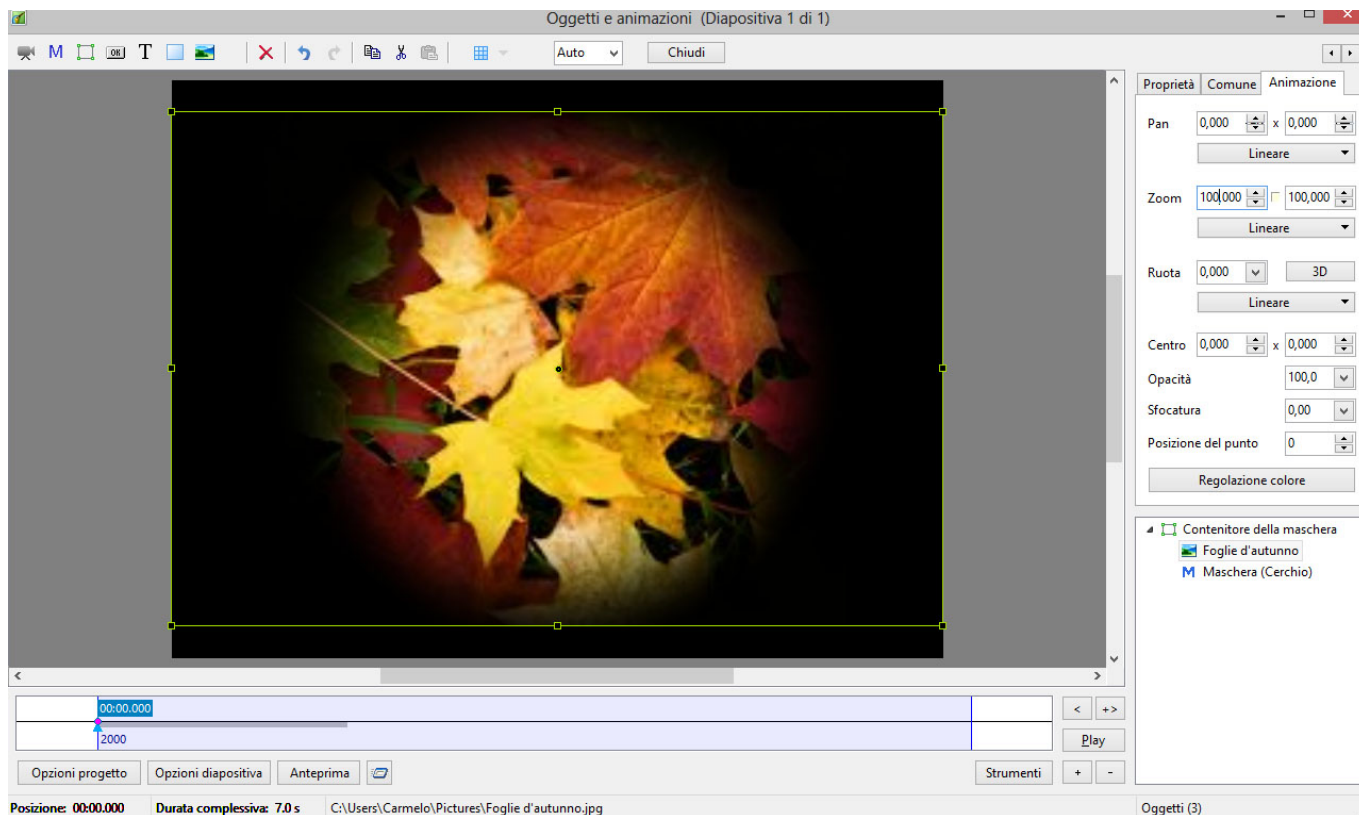 Oggetti e animazioni (Diapositiva 1 di 1)
M OK T Auto Chiudi
Proprietà Comune Animazione
Pan 0,000 x 0,000
Lineare
Zoom 100,000 100,000
Lineare
Ruota 0,000 3D
Lineare
Centro 0,000 x 0,000
Opacità 100,0
Sfocatura 0,00
Posizione del punto 0
Regolazione colore
Contenitore della maschera
Foglie d'autunno
M Maschera (Cerchio)
00:00.000 < +>
2000 Play
Opzioni progetto Opzioni diapositiva Anteprima Strumenti + -
Posizione: 00:00.000 Durata complessiva: 7.0 s C:\Users\Carmelo\Pictures\Foglie d'autunno.jpg Oggetti (3)